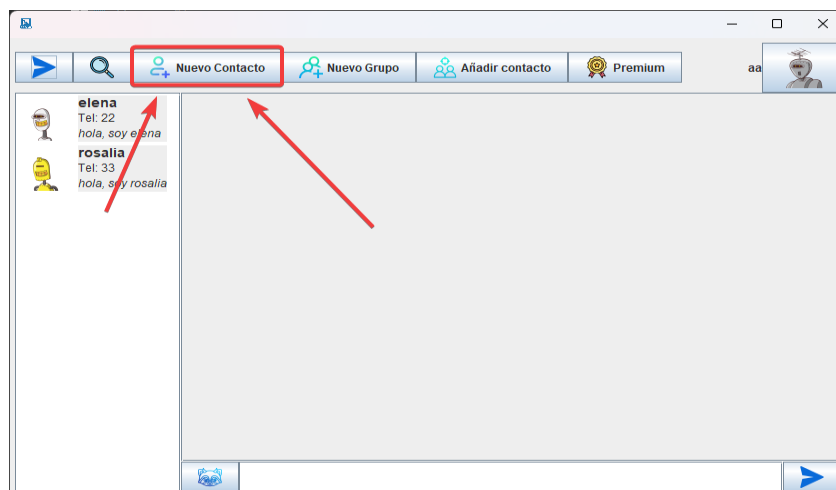 Nuevo Contacto Nuevo Grupo Añadir contacto Premium aa
elena
Tel: 22
hola, soy elena
rosalia
Tel: 33
hola, soy rosalia